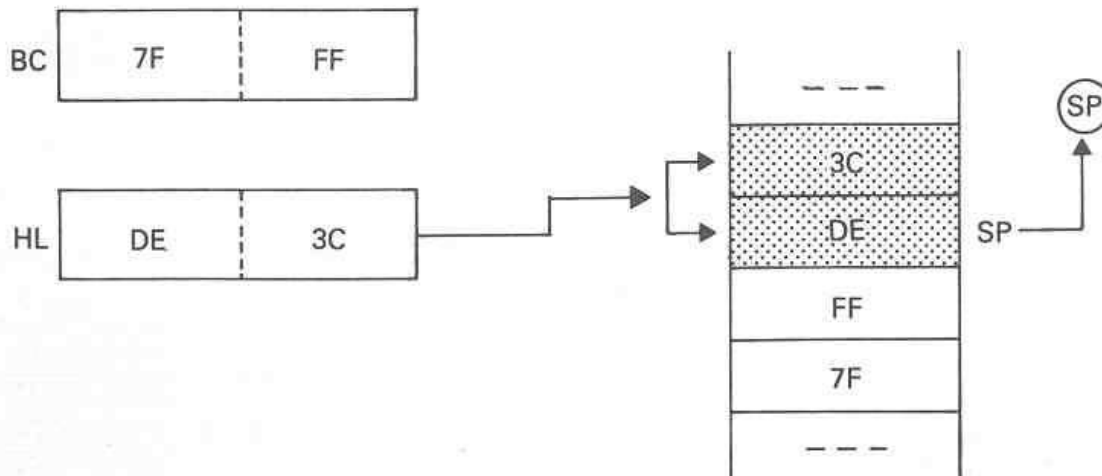 BC 7F FF
HL DE 3C
– – –
3C
DE
FF
7F
– – –
SP
SP